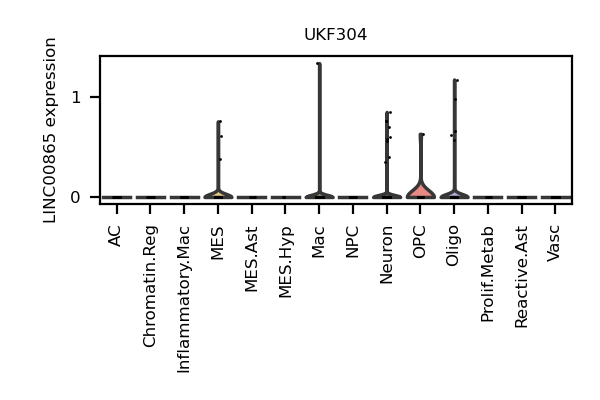 UKF304
LINC00865 expression
1
0
AC
Chromatin.Reg
Inflammatory.Mac
MES
MES.Ast
MES.Hyp
Mac
NPC
Neuron
OPC
Oligo
Prolif.Metab
Reactive.Ast
Vasc